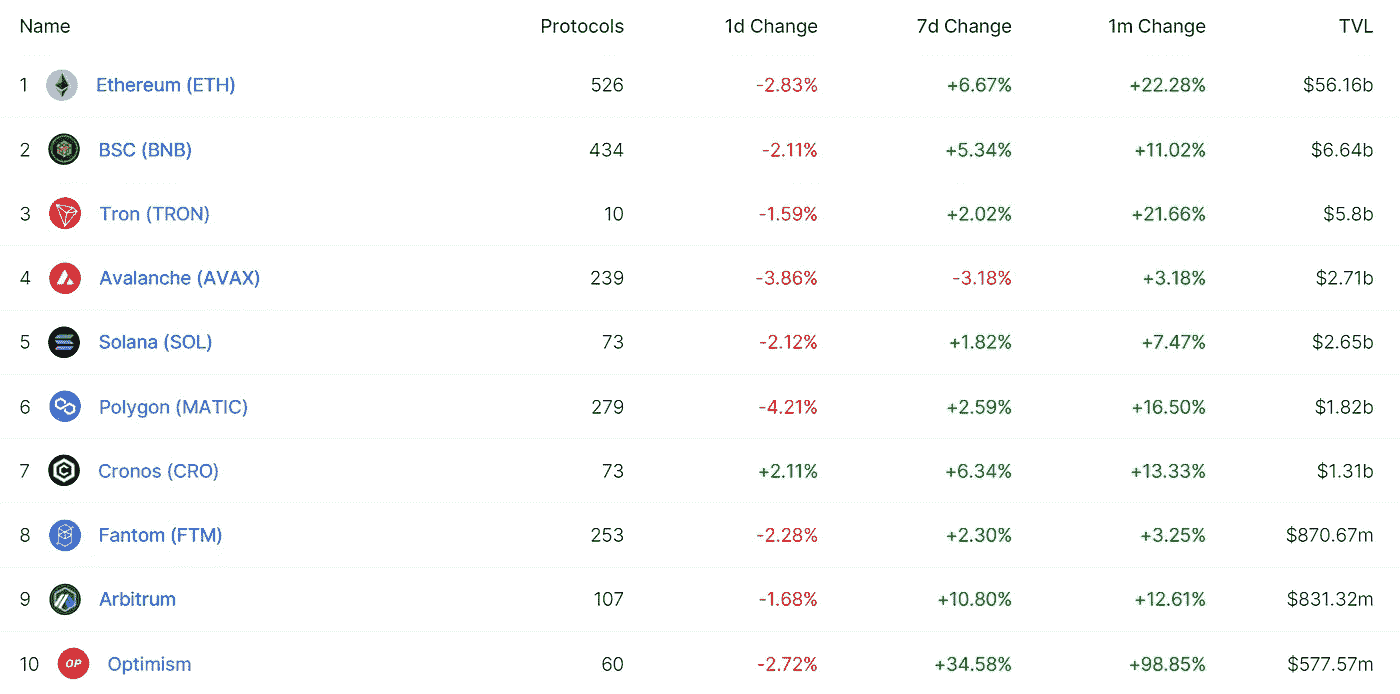 Name Protocols 1d Change 7d Change 1m Change TVL
1 Ethereum (ETH) 526 -2.83% +6.67% +22.28% $56.16b
2 BSC (BNB) 434 -2.11% +5.34% +11.02% $6.64b
3 Tron (TRON) 10 -1.59% +2.02% +21.66% $5.8b
4 Avalanche (AVAX) 239 -3.86% -3.18% +3.18% $2.71b
5 Solana (SOL) 73 -2.12% +1.82% +7.47% $2.65b
6 Polygon (MATIC) 279 -4.21% +2.59% +16.50% $1.82b
7 Cronos (CRO) 73 +2.11% +6.34% +13.33% $1.31b
8 Fantom (FTM) 253 -2.28% +2.30% +3.25% $870.67m
9 Arbitrum 107 -1.68% +10.80% +12.61% $831.32m
10 OP Optimism 60 -2.72% +34.58% +98.85% $577.57m